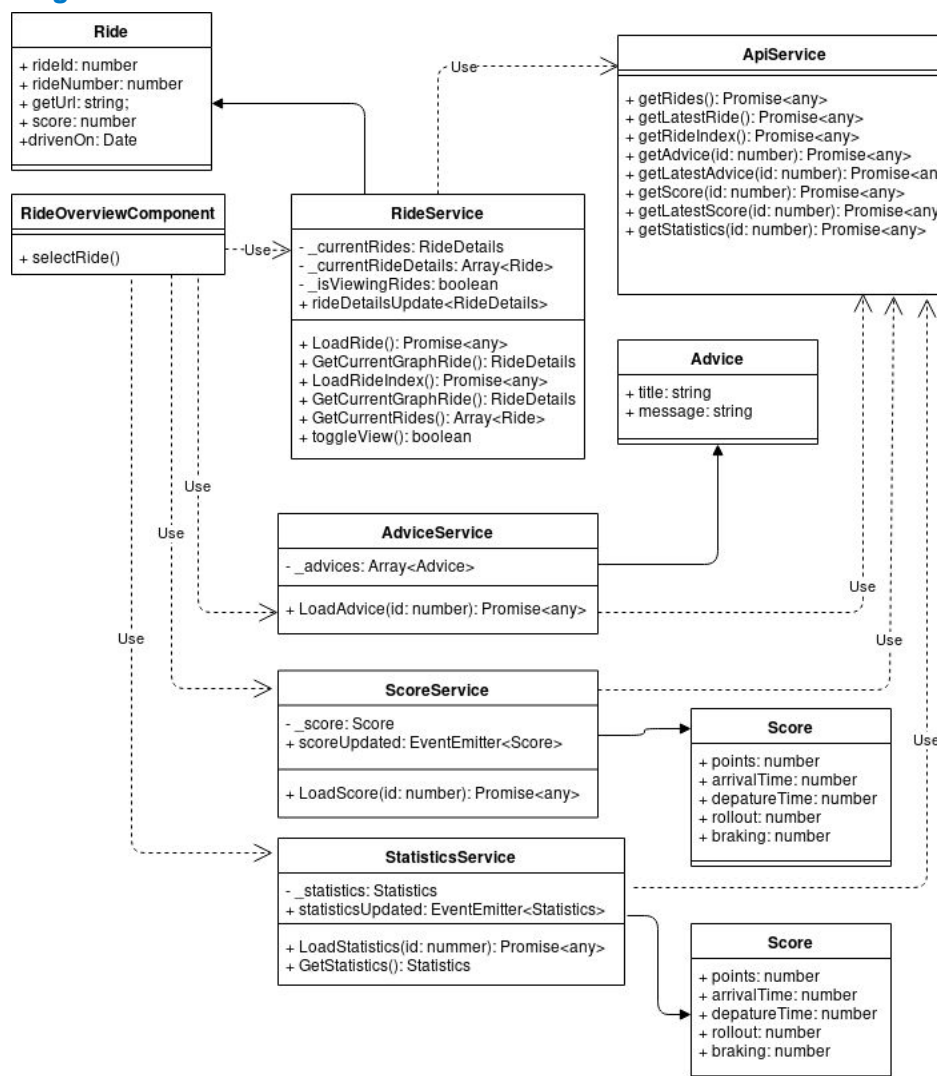 Ride
+ rideId: number
+ rideNumber: number
+ getUrl: string;
+ score: number
+drivenOn: Date
RideOverviewComponent
+ selectRide()
Use
RideService
- _currentRides: RideDetails
- _currentRideDetails: Array<Ride>
- _isViewingRides: boolean
+ rideDetailsUpdate<RideDetails>
+ LoadRide(): Promise<any>
+ GetCurrentGraphRide(): RideDetails
+ LoadRideIndex(): Promise<any>
+ GetCurrentGraphRide(): RideDetails
+ GetCurrentRides(): Array<Ride>
+ toggleView(): boolean
Use
ApiService
+ getRides(): Promise<any>
+ getLatestRide(): Promise<any>
+ getRideIndex(): Promise<any>
+ getAdvice(id: number): Promise<any>
+ getLatestAdvice(id: number): Promise<an
+ getScore(id: number): Promise<any>
+ getLatestScore(id: number): Promise<any
+ getStatistics(id: number): Promise<any>
Advice
+ title: string
+ message: string
Use
Use
Use
AdviceService
- _advices: Array<Advice>
+ LoadAdvice(id: number): Promise<any>
Use
Use
Use
ScoreService
- _score: Score
+ scoreUpdated: EventEmitter<Score>
+ LoadScore(id: number): Promise<any>
Score
+ points: number
+ arrivalTime: number
+ depatureTime: number
+ rollout: number
+ braking: number
StatisticsService
- _statistics: Statistics
+ statisticsUpdated: EventEmitter<Statistics>
+ LoadStatistics(id: nummer): Promise<any>
+ GetStatistics(): Statistics
Score
+ points: number
+ arrivalTime: number
+ depatureTime: number
+ rollout: number
+ braking: number